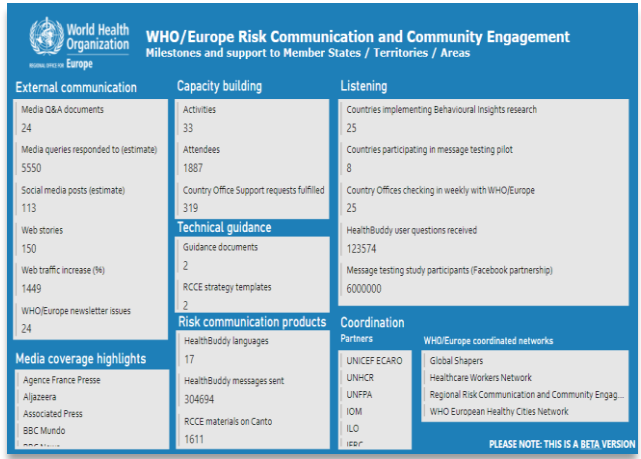 World Health
Organization
REGIONAL OFFICE FOR Europe
WHO/Europe Risk Communication and Community Engagement
Milestones and support to Member States / Territories / Areas
External communication
Media Q&A documents
24
Media queries responded to (estimate)
5550
Social media posts (estimate)
113
Web stories
150
Web traffic increase (%)
1449
WHO/Europe newsletter issues
24
Media coverage highlights
Agence France Presse
Aljazeera
Associated Press
BBC Mundo
Capacity building
Activities
33
Attendees
1887
Country Office Support requests fulfilled
319
Technical guidance
Guidance documents
2
RCCE strategy templates
2
Risk communication products
HealthBuddy languages
17
HealthBuddy messages sent
304694
RCCE materials on Canto
1611
Listening
Countries implementing Behavioural Insights research
25
Countries participating in message testing pilot
8
Country Offices checking in weekly with WHO/Europe
25
HealthBuddy user questions received
123574
Message testing study participants (Facebook partnership)
6000000
Coordination
Partners
UNICEF ECARO
UNHCR
UNFPA
IOM
ILO
IFRC
WHO/Europe coordinated networks
Global Shapers
Healthcare Workers Network
Regional Risk Communication and Community Engag...
WHO European Healthy Cities Network
PLEASE NOTE: THIS IS A BETA VERSION